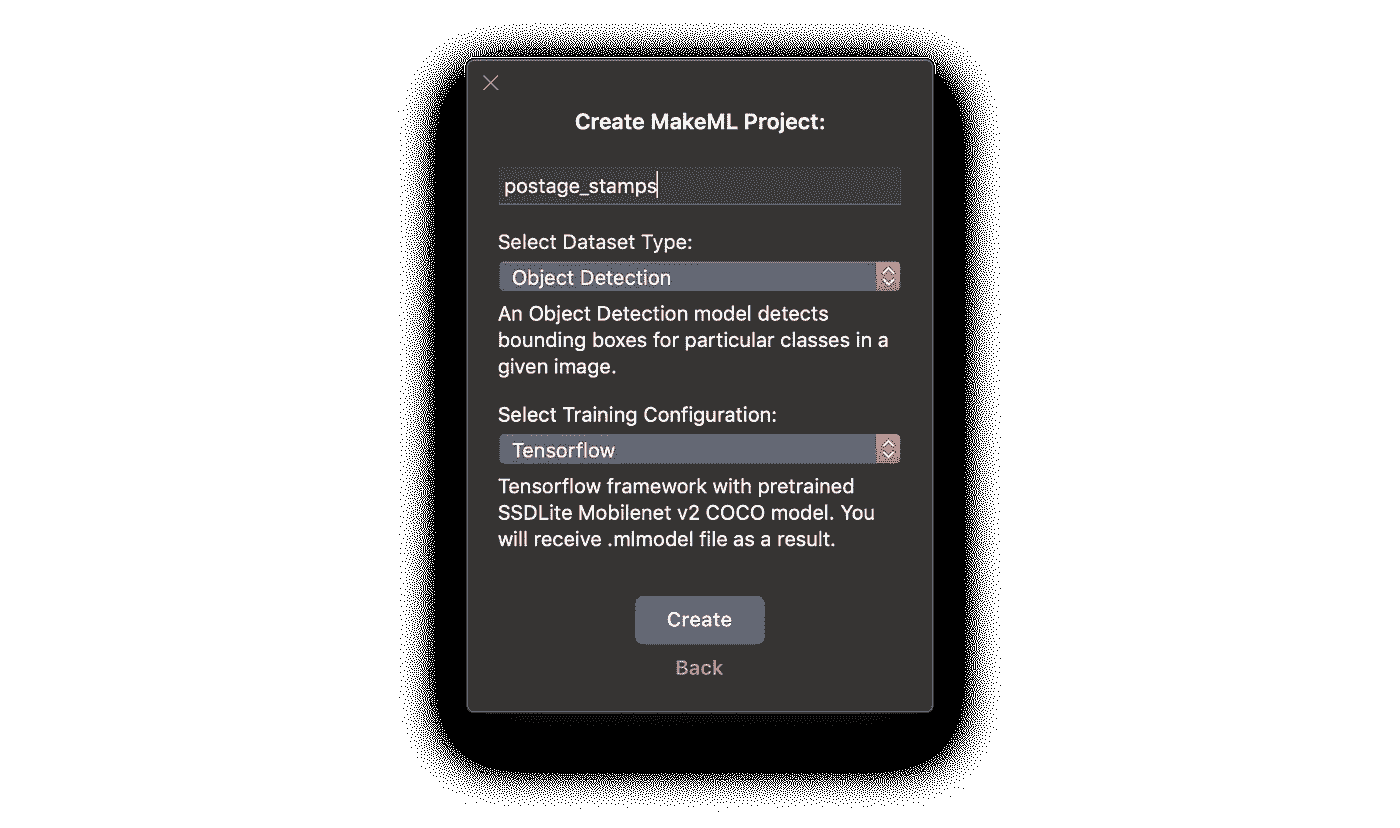 Create MakeML Project:
postage_stamps
Select Dataset Type:
Object Detection
An Object Detection model detects
bounding boxes for particular classes in a
given image.
Select Training Configuration:
Tensorflow
Tensorflow framework with pretrained
SSDLite Mobilenet v2 COCO model. You
will receive .mlmodel file as a result.
Create
Back